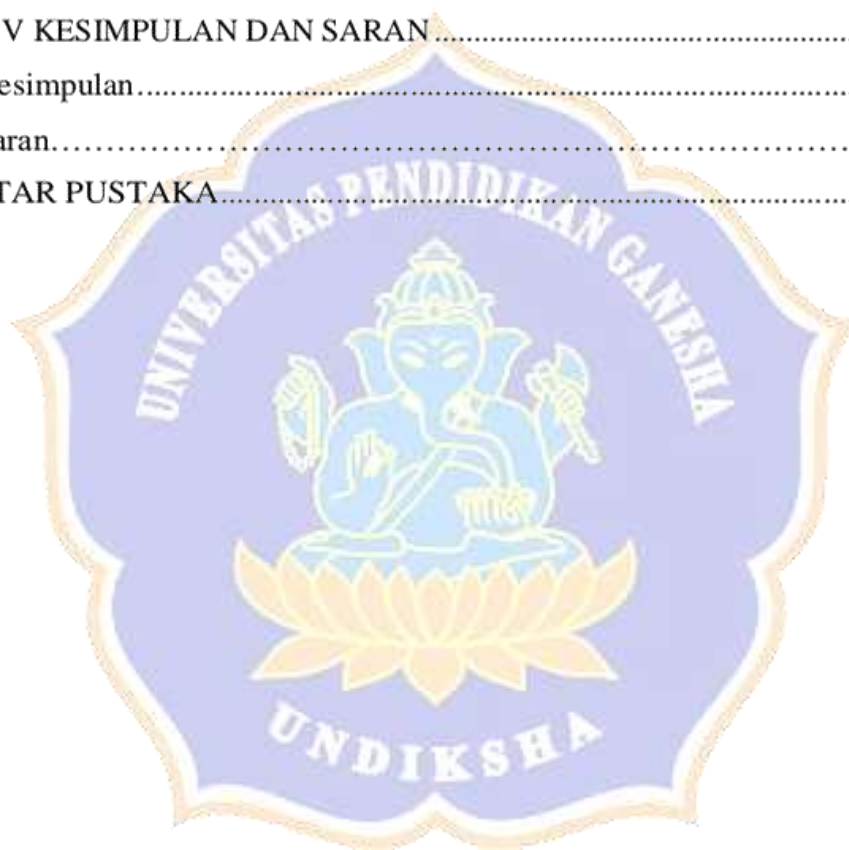 V KESIMPULAN DAN SARAN........................................................
esimpulan............................................................................................
aran……………………………………………………………………
TAR PUSTAKA..................................................................................
UNIVERSITAS PENDIDIKAN GANESHA
UNDIKSHA